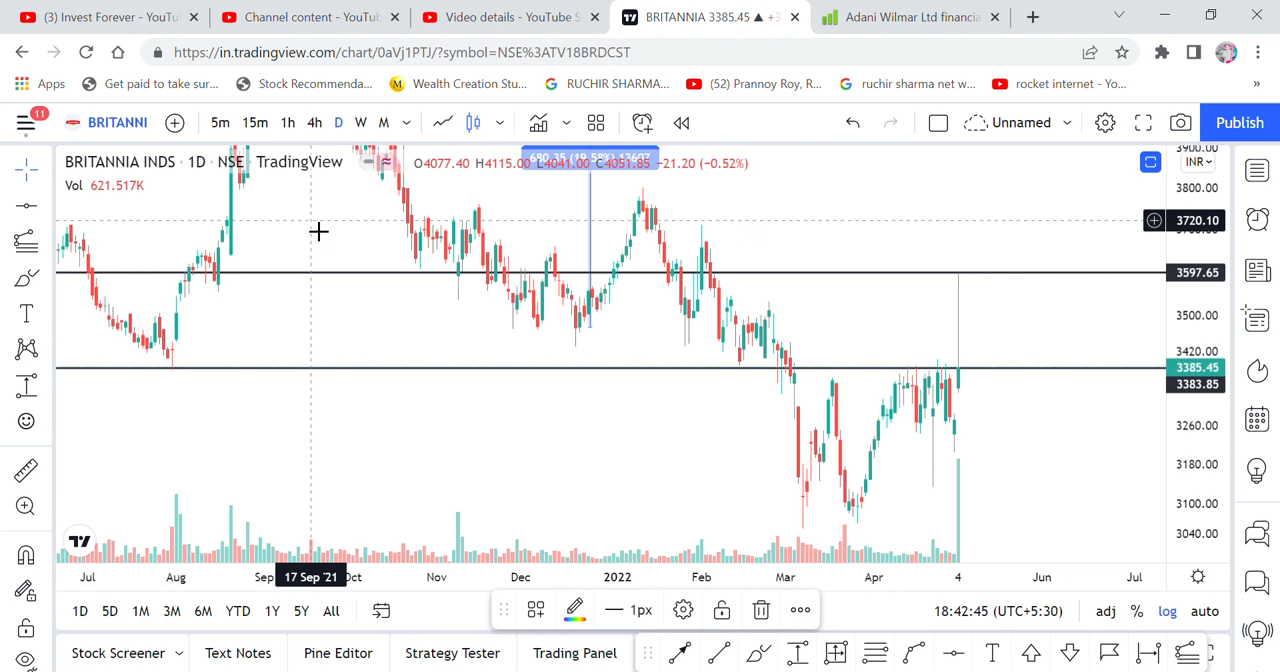 (3) Invest Forever - YouTu
Channel content - YouTub
Video details - YouTube S
BRITANNIA 3385.45 ▲ +3
Adani Wilmar Ltd financia
https://in.tradingview.com/chart/0aVj1PTJ/?symbol=NSE%3ATV18BRDCST
Apps
Get paid to take sur...
Stock Recommenda...
Wealth Creation Stu...
RUCHIR SHARMA...
(52) Prannoy Roy, R...
ruchir sharma net w...
rocket internet - Yo...
»
11
BRITANNI
5m 15m 1h 4h D W M
Unnamed
Publish
BRITANNIA INDS · 1D · NSE TradingView
O4077.40 H4115.00 L4041.00 C4051.85 −21.20 (−0.52%)
680.35 (19.58%) 13607
INR
Vol 621.517K
3900.00
3800.00
3720.10
3597.65
3500.00
3420.00
3385.45
3383.85
3260.00
3180.00
3100.00
3040.00
Jul Aug Sep 17 Sep '21 Oct Nov Dec 2022 Feb Mar Apr 4 Jun Jul
1D 5D 1M 3M 6M YTD 1Y 5Y All
1px
18:42:45 (UTC+5:30)
adj % log auto
Stock Screener Text Notes Pine Editor Strategy Tester Trading Panel